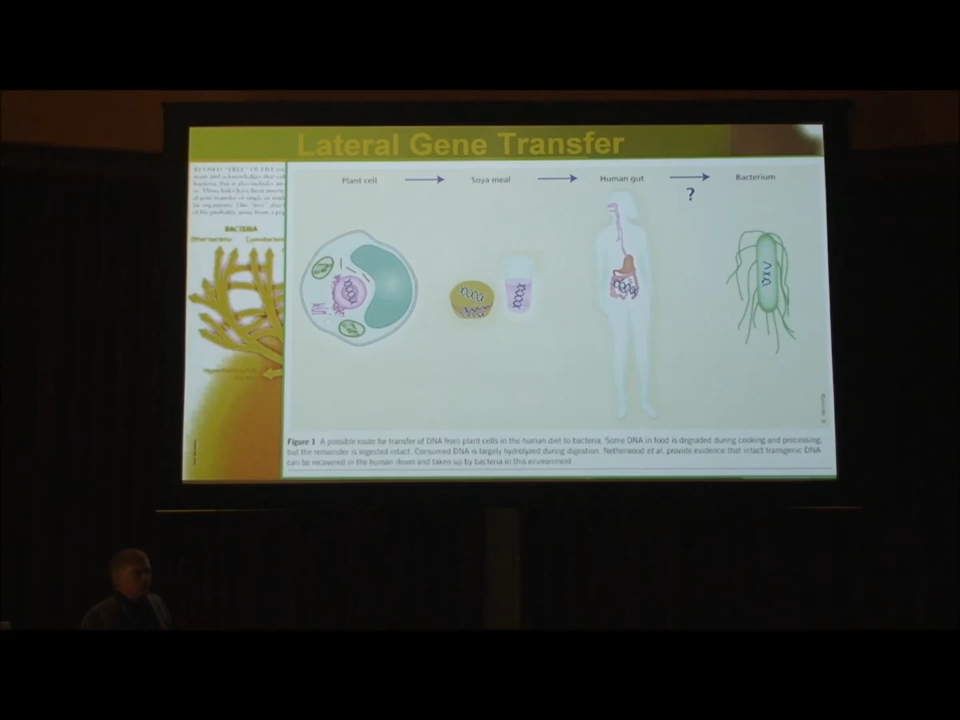 Lateral Gene Transfer
Plant cell
Soya meal
Human gut
Bacterium
?
BACTERIA
Figure 1 A possible route for transfer of DNA from plant cells in the human diet to bacteria. Some DNA in food is degraded during cooking and processing,
but the remainder is ingested intact. Consumed DNA is largely hydrolyzed during digestion. Netherwood et al. provide evidence that intact transgenic DNA
can be recovered in the human ileum and taken up by bacteria in this environment.